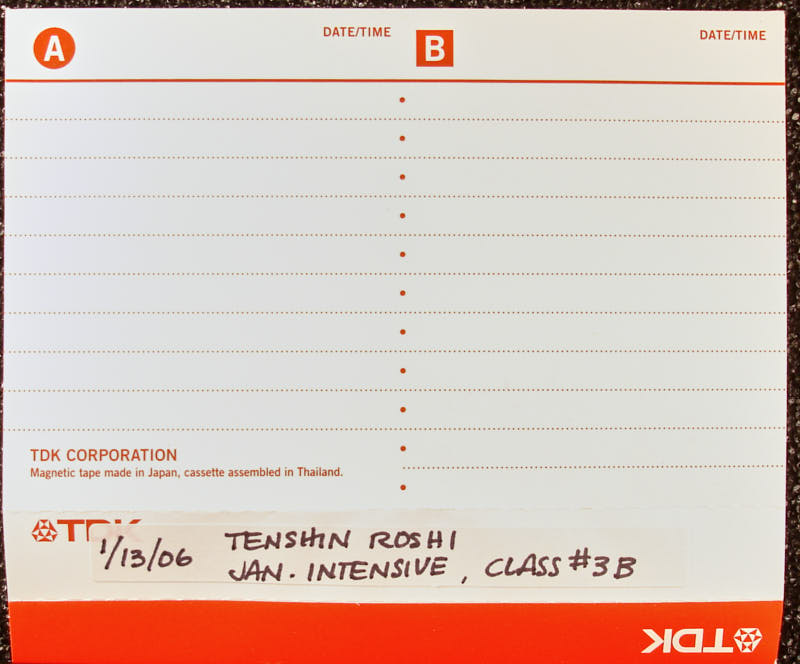 A DATE/TIME B DATE/TIME
TDK CORPORATION
Magnetic tape made in Japan, cassette assembled in Thailand.
TDK
1/13/06 TENSHIN ROSHI
JAN. INTENSIVE, CLASS #3B
TDK